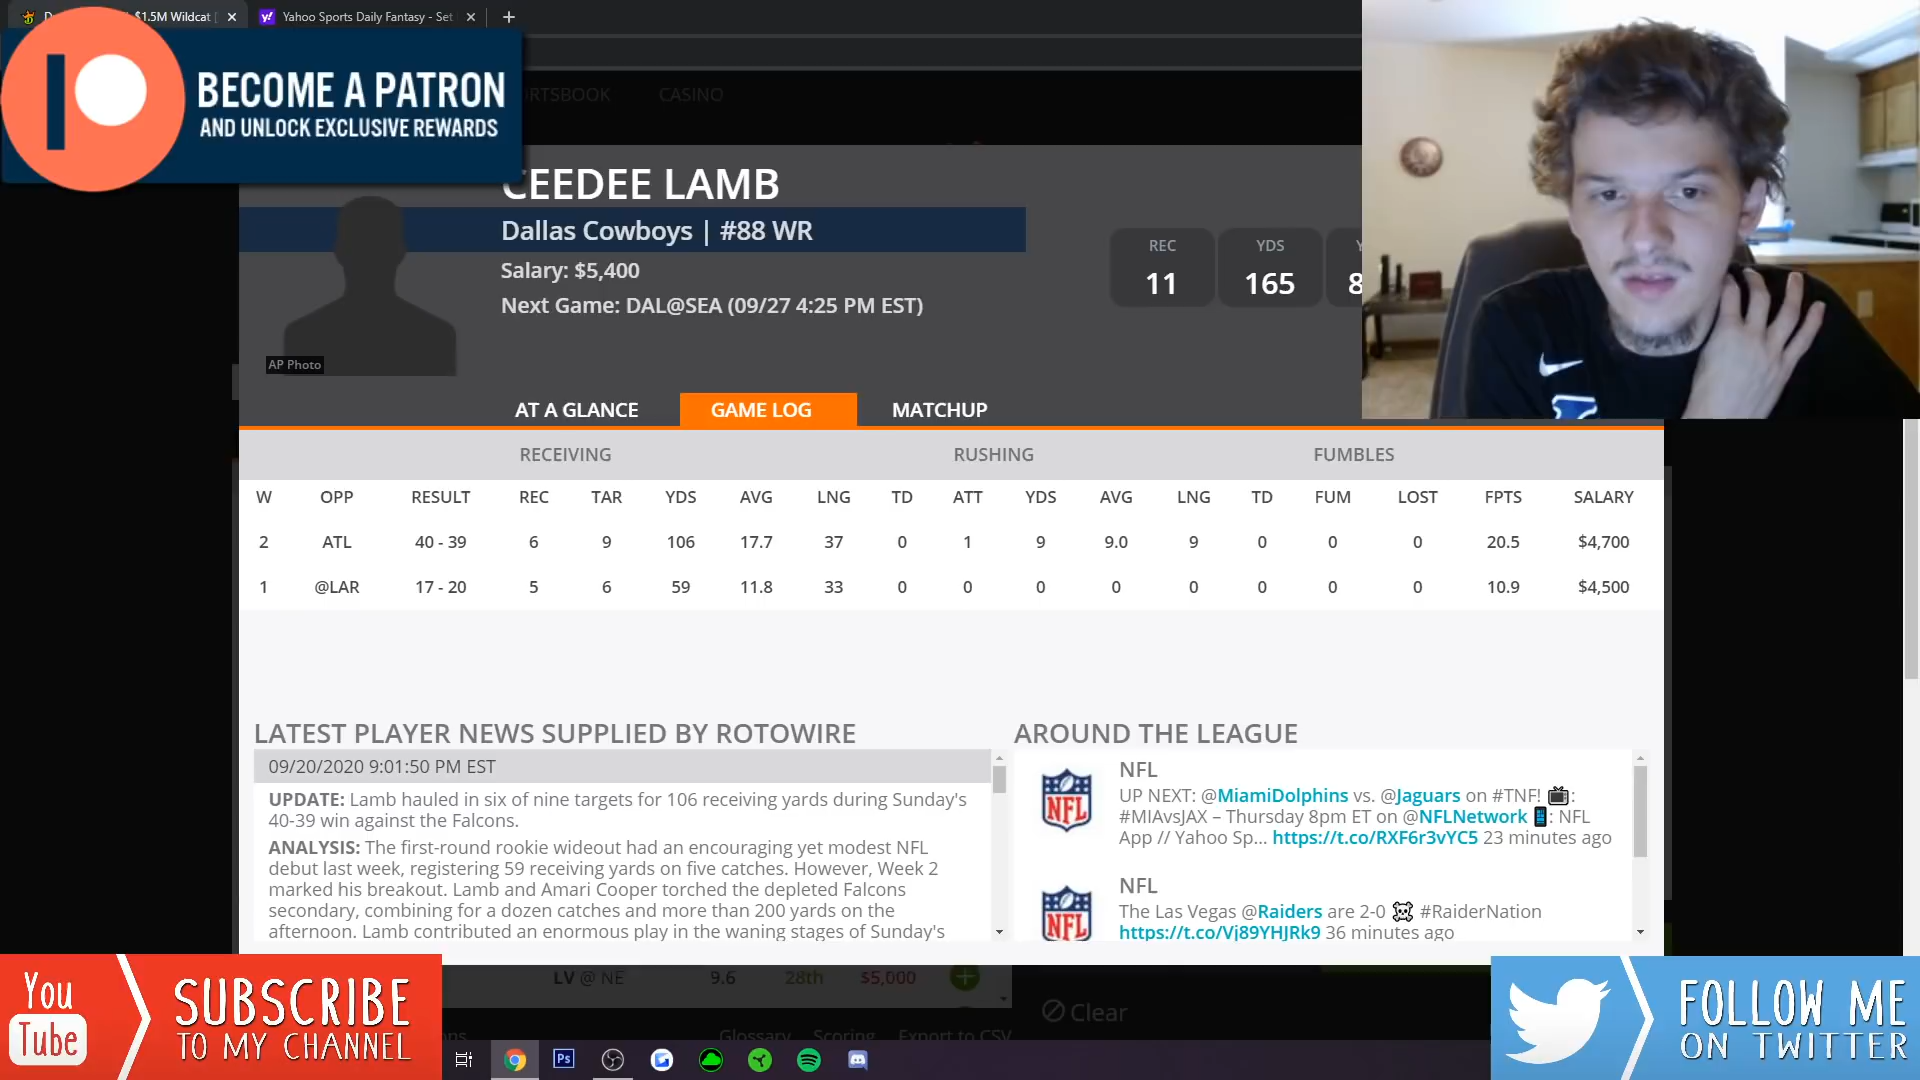 $1.5M Wildcat
Yahoo Sports Daily Fantasy - Set
BECOME A PATRON
AND UNLOCK EXCLUSIVE REWARDS
RTSBOOK CASINO
CEEDEE LAMB
Dallas Cowboys | #88 WR
Salary: $5,400
Next Game: DAL@SEA (09/27 4:25 PM EST)
AP Photo
REC YDS Y
11 165 8
AT A GLANCE GAME LOG MATCHUP
RECEIVING RUSHING FUMBLES
W OPP RESULT REC TAR YDS AVG LNG TD ATT YDS AVG LNG TD FUM LOST FPTS SALARY
2 ATL 40 - 39 6 9 106 17.7 37 0 1 9 9.0 9 0 0 0 20.5 $4,700
1 @LAR 17 - 20 5 6 59 11.8 33 0 0 0 0 0 0 0 0 10.9 $4,500
LATEST PLAYER NEWS SUPPLIED BY ROTOWIRE
09/20/2020 9:01:50 PM EST
UPDATE: Lamb hauled in six of nine targets for 106 receiving yards during Sunday's
40-39 win against the Falcons.
ANALYSIS: The first-round rookie wideout had an encouraging yet modest NFL
debut last week, registering 59 receiving yards on five catches. However, Week 2
marked his breakout. Lamb and Amari Cooper torched the depleted Falcons
secondary, combining for a dozen catches and more than 200 yards on the
afternoon. Lamb contributed an enormous play in the waning stages of Sunday's
AROUND THE LEAGUE
NFL
NFL
UP NEXT: @MiamiDolphins vs. @Jaguars on #TNF! 📺:
#MIAvsJAX – Thursday 8pm ET on @NFLNetwork 📱: NFL
App // Yahoo Sp... https://t.co/RXF6r3vYC5 23 minutes ago
NFL
NFL
The Las Vegas @Raiders are 2-0 ☠ #RaiderNation
https://t.co/Vj89YHJRk9 36 minutes ago
LV @ NE 9.6 28th $5,000
Clear
Glossary Scoring Export to CSV
You
Tube
SUBSCRIBE
TO MY CHANNEL
Ps
FOLLOW ME
ON TWITTER